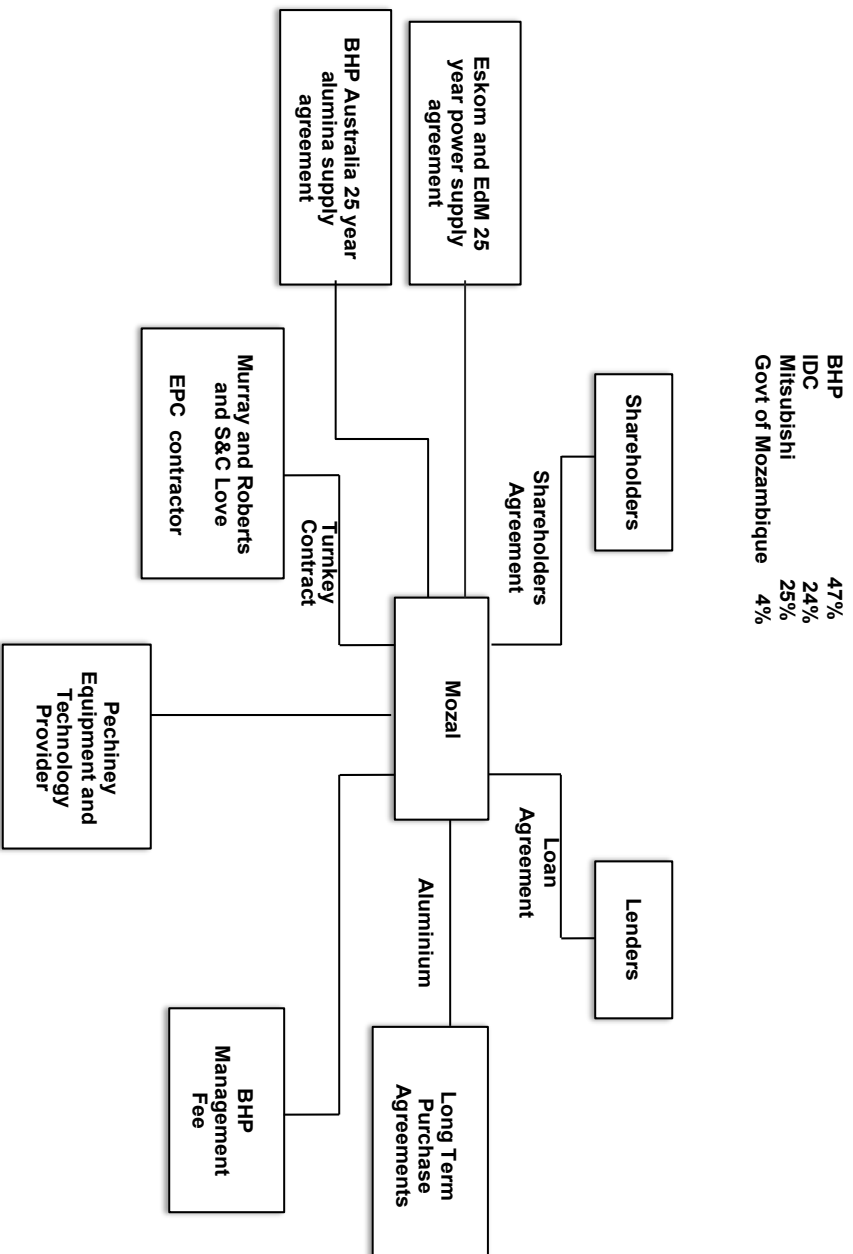 BHP 47%
IDC 24%
Mitsubishi 25%
Govt of Mozambique 4%
Shareholders
Lenders
Shareholders
Agreement
Loan
Agreement
Eskom and EdM 25
year power supply
agreement
BHP Australia 25 year
alumina supply
agreement
Mozal
Aluminium
Long Term
Purchase
Agreements
Turnkey
Contract
Murray and Roberts
and S&C Love
EPC contractor
Pechiney
Equipment and
Technology
Provider
BHP
Management
Fee